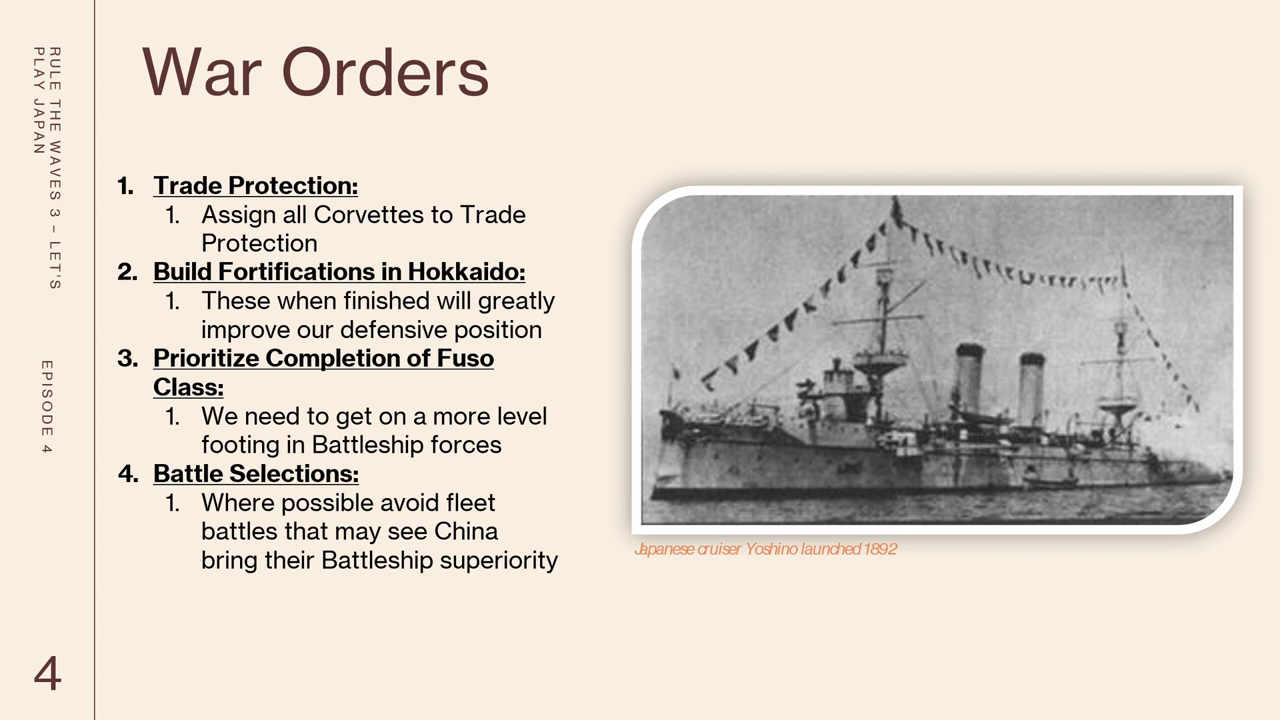 War Orders
RULE THE WAVES 3 – LET'S
PLAY JAPAN
EPISODE 4
4
1. Trade Protection:
1. Assign all Corvettes to Trade
Protection
2. Build Fortifications in Hokkaido:
1. These when finished will greatly
improve our defensive position
3. Prioritize Completion of Fuso
Class:
1. We need to get on a more level
footing in Battleship forces
4. Battle Selections:
1. Where possible avoid fleet
battles that may see China
bring their Battleship superiority
Japanese cruiser Yoshino launched 1892